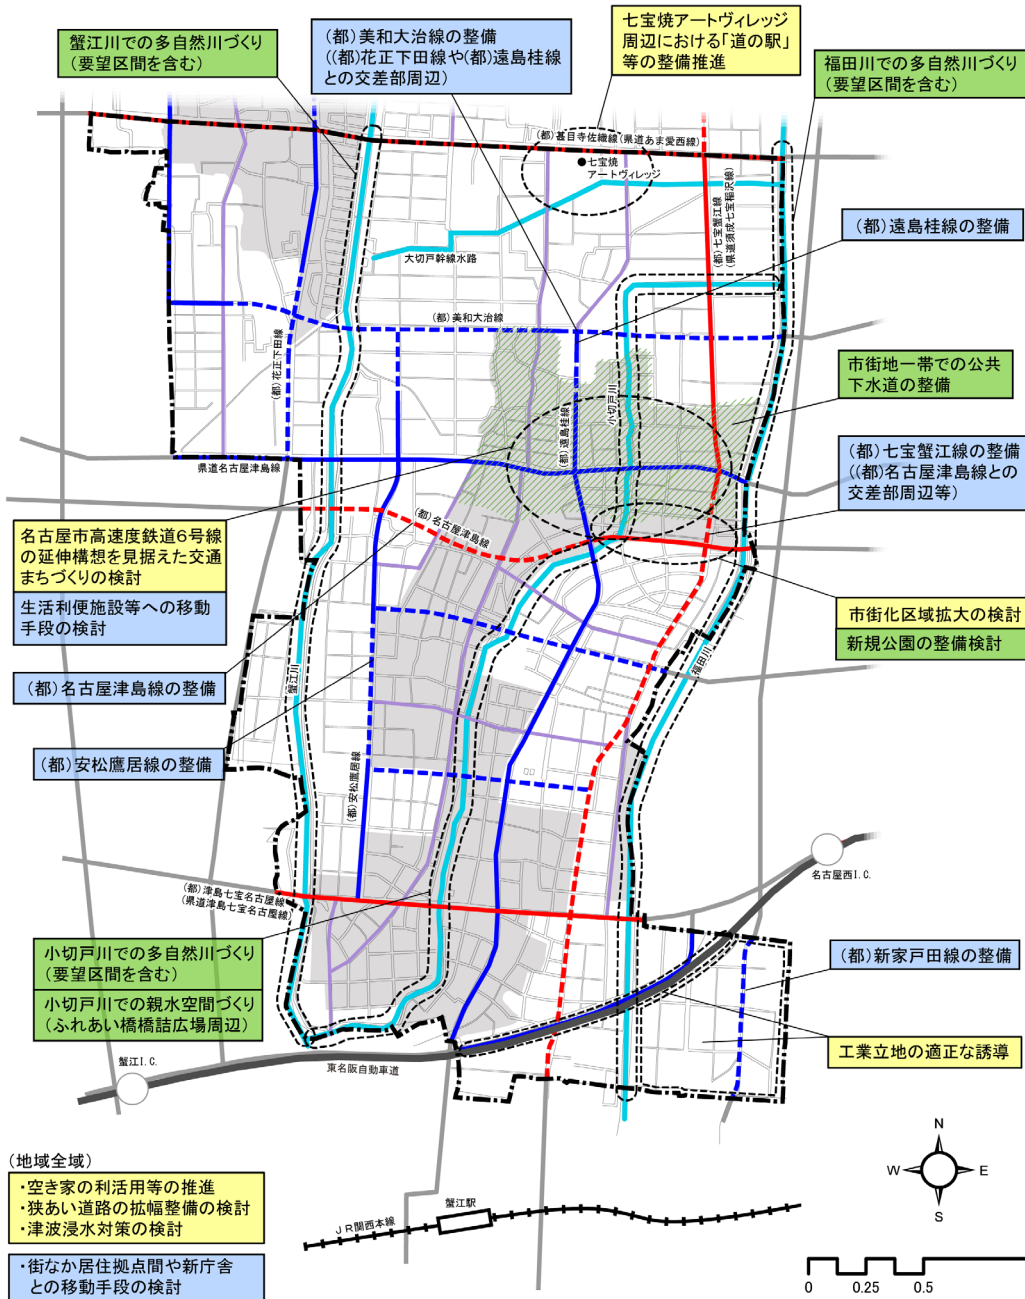 蟹江川での多自然川づくり
(要望区間を含む)
(都)美和大治線の整備
((都)花正下田線や(都)遠島桂線
との交差部周辺)
七宝焼アートヴィレッジ
周辺における「道の駅」
等の整備推進
福田川での多自然川づくり
(要望区間を含む)
(都)甚目寺佐織線(県道あま愛西線)
七宝焼
アートヴィレッジ
(都)七宝蟹江線
(県道須成七宝稲沢線)
(都)遠島桂線の整備
大切戸幹線水路
(都)美和大治線
(都)花正下田線
市街地一帯での公共
下水道の整備
小切戸川
(都)遠島桂線
(都)七宝蟹江線の整備
((都)名古屋津島線との
交差部周辺等)
県道名古屋津島線
(都)名古屋津島線
名古屋市高速度鉄道6号線
の延伸構想を見据えた交通
まちづくりの検討
生活利便施設等への移動
手段の検討
市街化区域拡大の検討
新規公園の整備検討
福田川
蟹江川
(都)名古屋津島線の整備
(都)安松鷹居線の整備
(都)安松鷹居線
名古屋西I.C.
(都)津島七宝名古屋線
(県道津島七宝名古屋線)
小切戸川での多自然川づくり
(要望区間を含む)
小切戸川での親水空間づくり
(ふれあい橋橋詰広場周辺)
(都)新家戸田線の整備
工業立地の適正な誘導
蟹江I.C.
東名阪自動車道
(地域全域)
・空き家の利活用等の推進
・狭あい道路の拡幅整備の検討
・津波浸水対策の検討
・街なか居住拠点間や新庁舎
との移動手段の検討
JR関西本線
蟹江駅
N
W
E
S
0
0.25
0.5